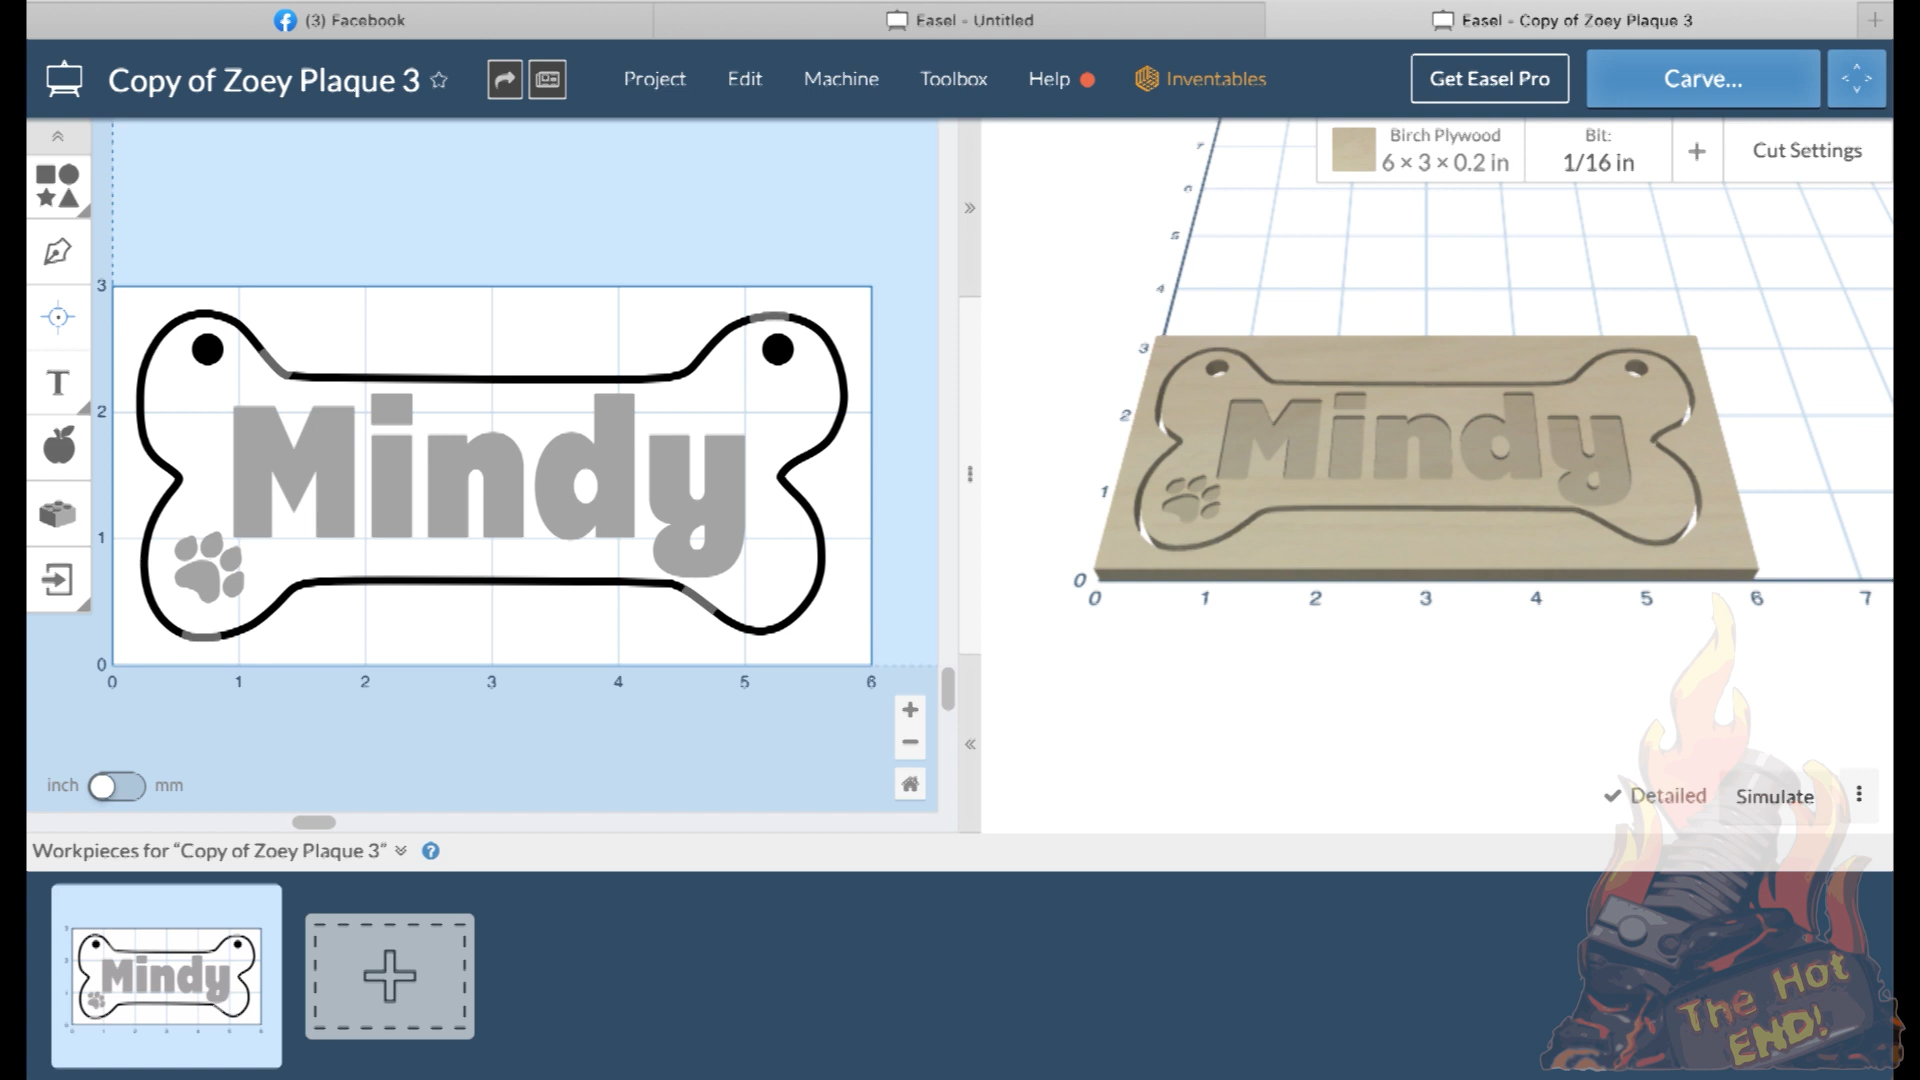 (3) Facebook
Easel - Untitled
Easel - Copy of Zoey Plaque 3
Copy of Zoey Plaque 3
Project
Edit
Machine
Toolbox
Help
Inventables
Get Easel Pro
Carve...
Birch Plywood
6 × 3 × 0.2 in
Bit:
1/16 in
Cut Settings
T
3
2
1
0
0 1 2 3 4 5 6
Mindy
7
6
5
4
3
2
1
0
0 1 2 3 4 5 6 7
Mindy
inch
mm
Detailed
Simulate
Workpieces for “Copy of Zoey Plaque 3”
?
Mindy
The Hot
END!